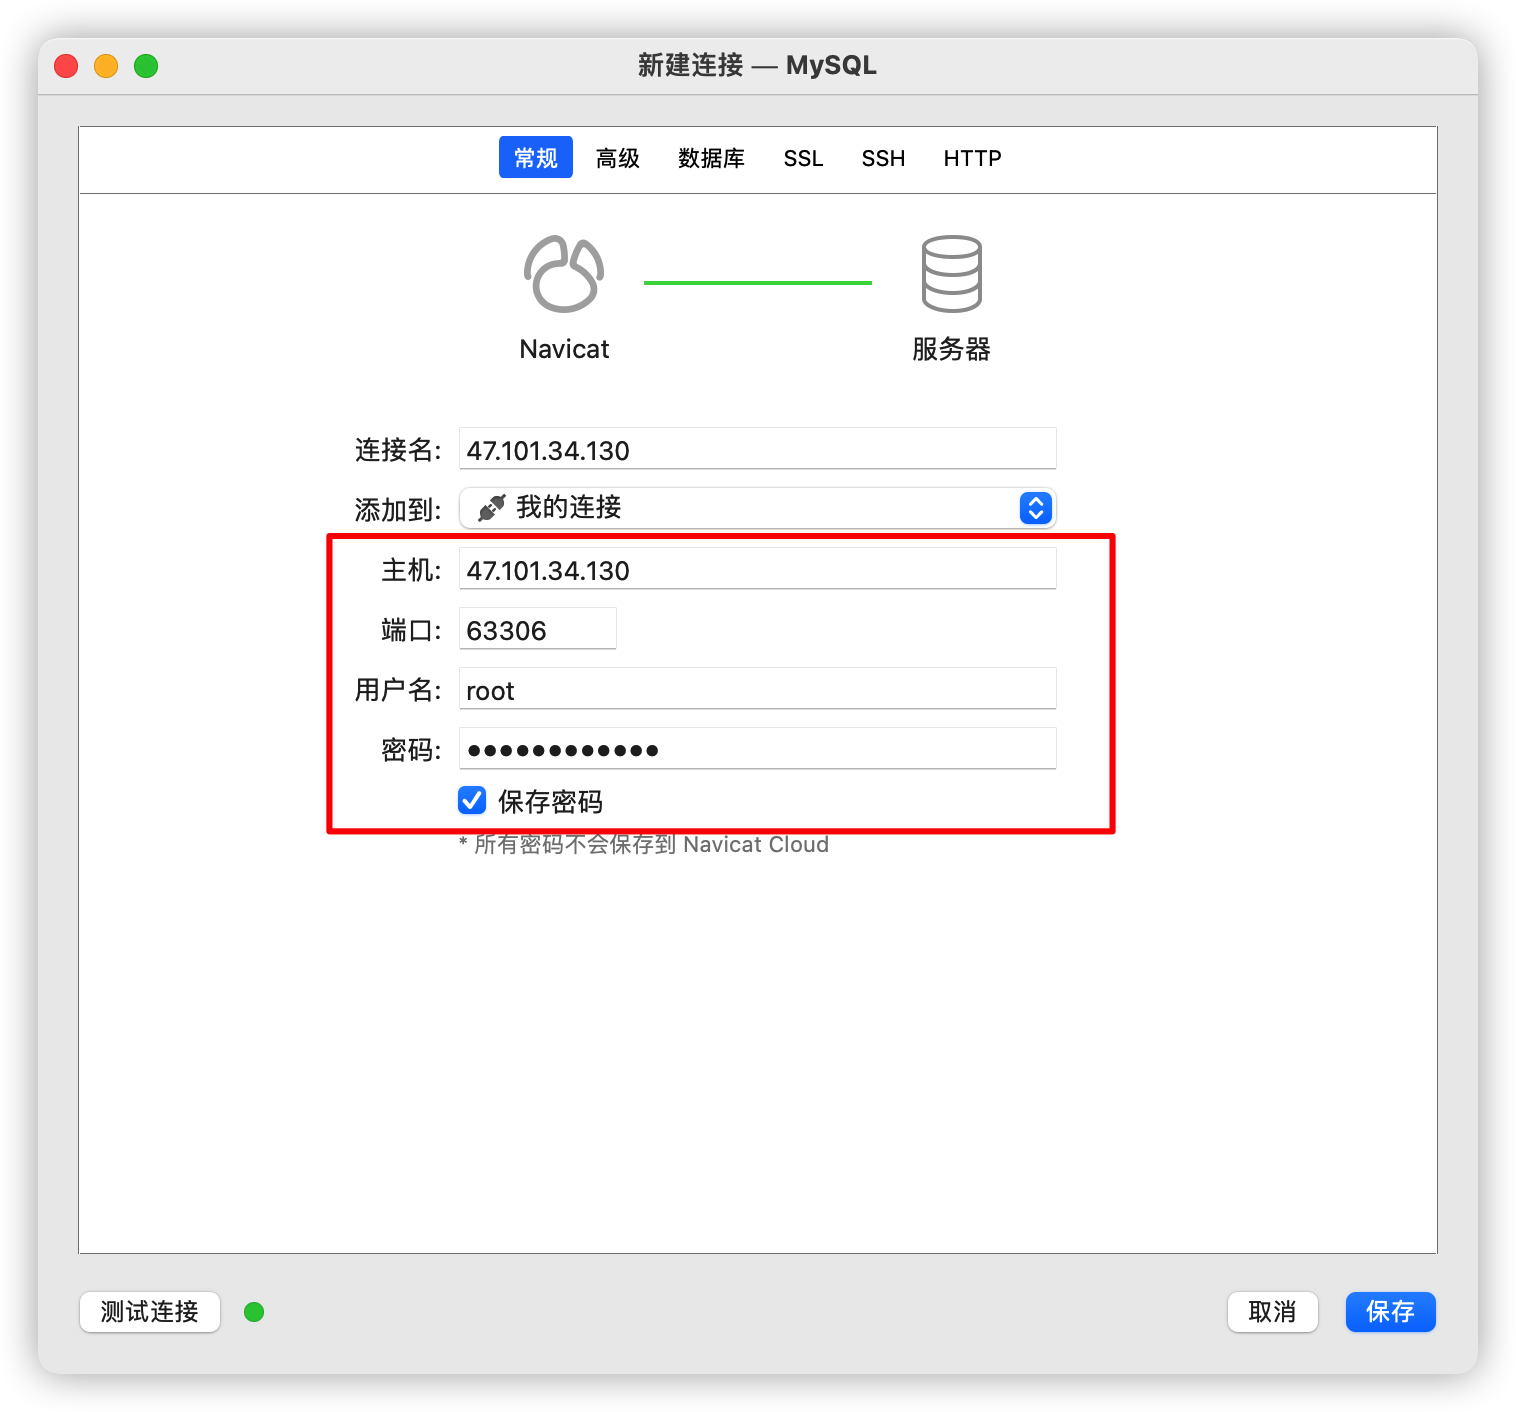 新建连接 — MySQL
常规 高级 数据库 SSL SSH HTTP
Navicat 服务器
连接名: 47.101.34.130
添加到: 我的连接
主机: 47.101.34.130
端口: 63306
用户名: root
密码: ●●●●●●●●●●●●
保存密码
* 所有密码不会保存到 Navicat Cloud
测试连接 取消 保存